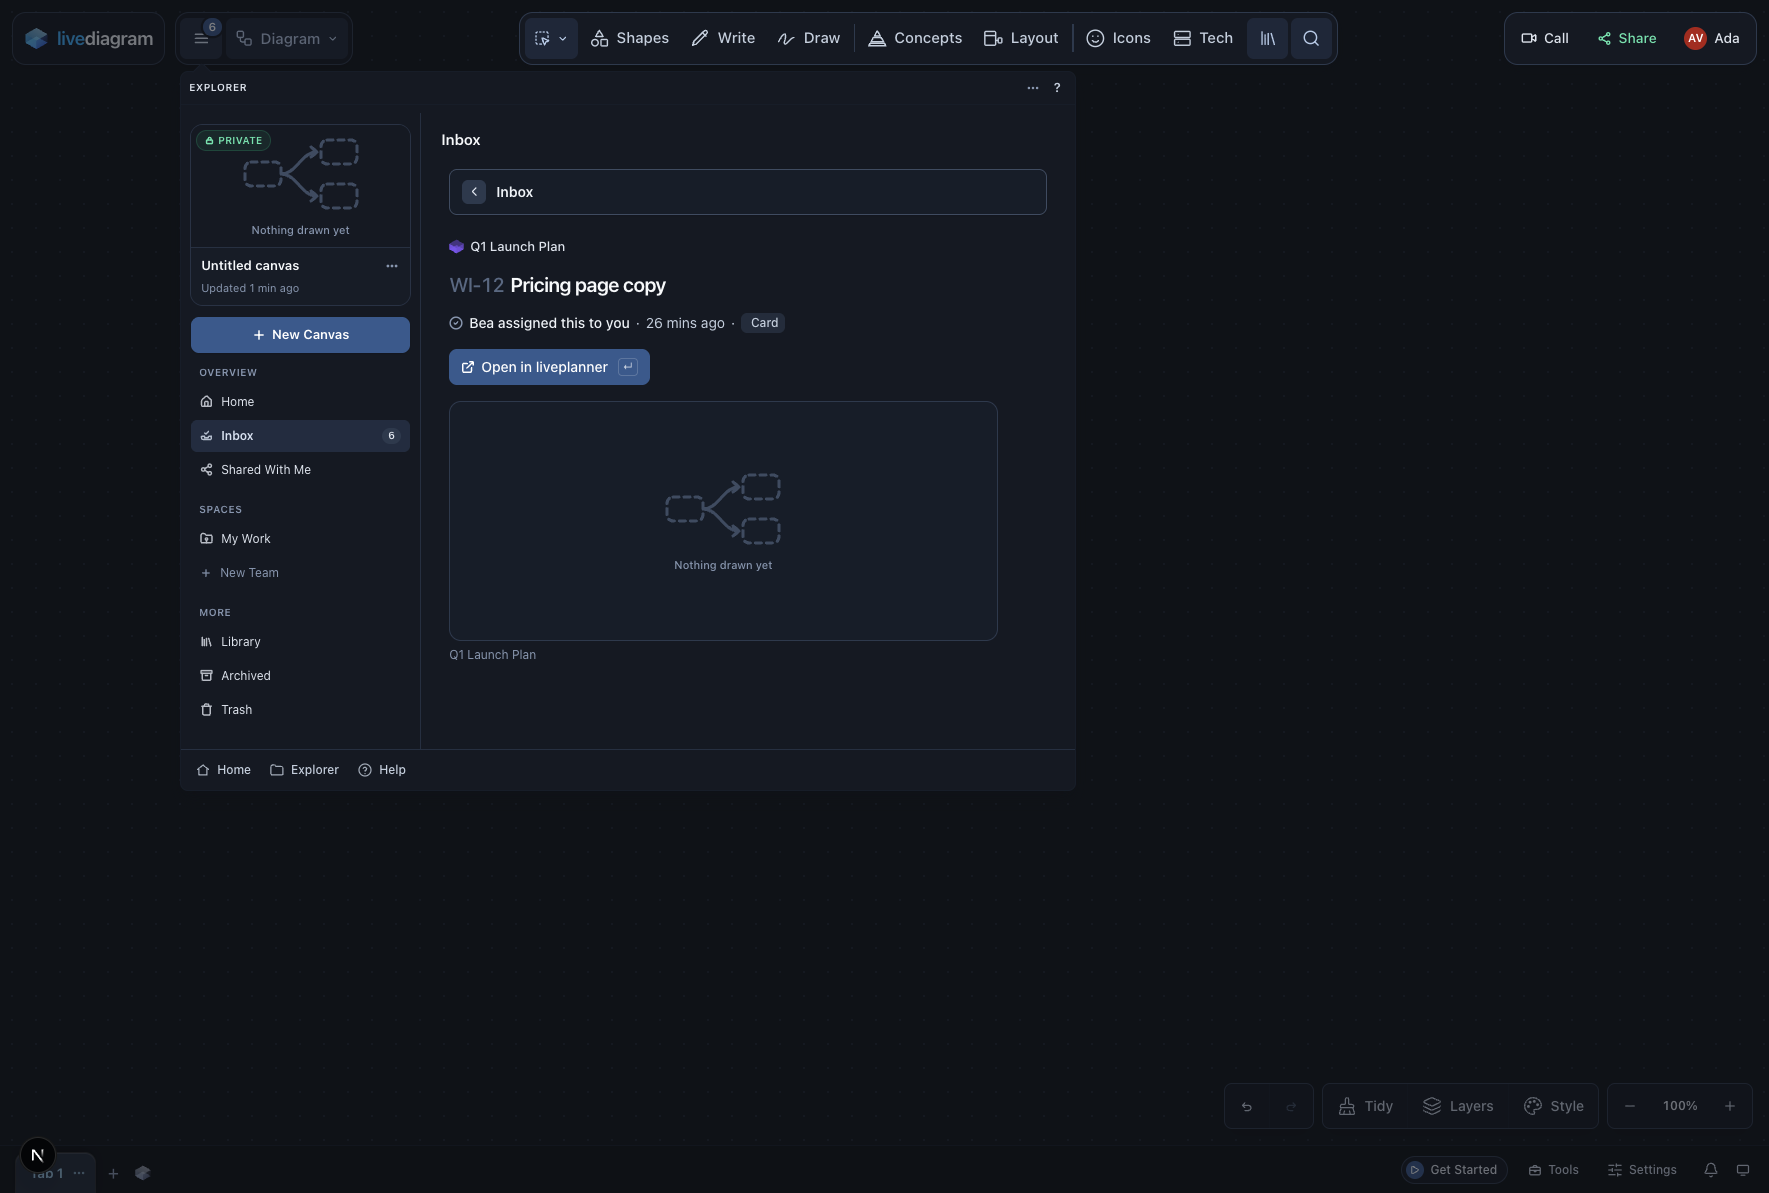 livediagram
6
Diagram
Shapes
Write
Draw
Concepts
Layout
Icons
Tech
Call
Share
AV
Ada
EXPLORER
?
PRIVATE
Nothing drawn yet
Untitled canvas
Updated 1 min ago
+ New Canvas
OVERVIEW
Home
Inbox 6
Shared With Me
SPACES
My Work
+ New Team
MORE
Library
Archived
Trash
Inbox
Inbox
Q1 Launch Plan
WI-12 Pricing page copy
Bea assigned this to you · 26 mins ago · Card
Open in liveplanner
Nothing drawn yet
Q1 Launch Plan
Home
Explorer
Help
Tidy
Layers
Style
− 100% +
N
Tab 1
+
Get Started
Tools
Settings